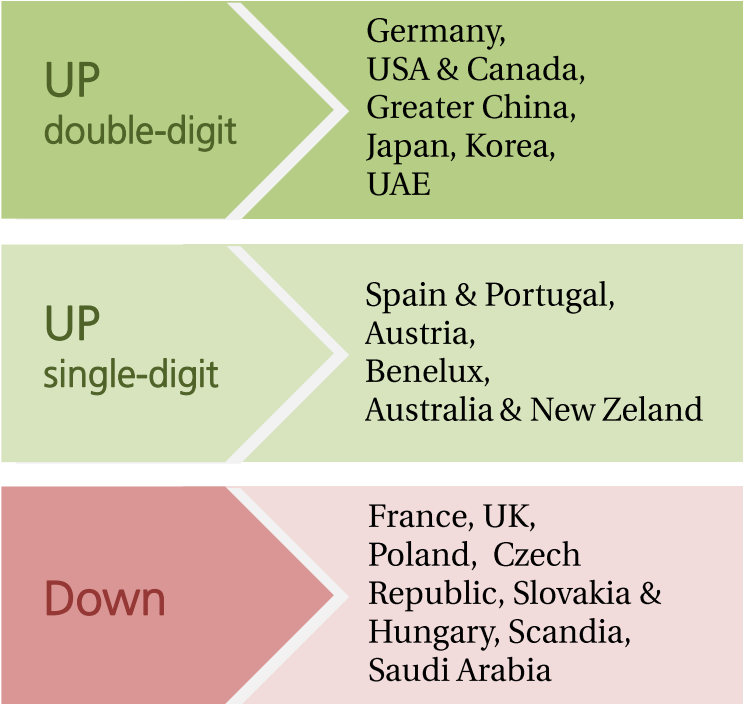 UP
double-digit
Germany,
USA & Canada,
Greater China,
Japan, Korea,
UAE
UP
single-digit
Spain & Portugal,
Austria,
Benelux,
Australia & New Zeland
Down
France, UK,
Poland, Czech
Republic, Slovakia &
Hungary, Scandia,
Saudi Arabia